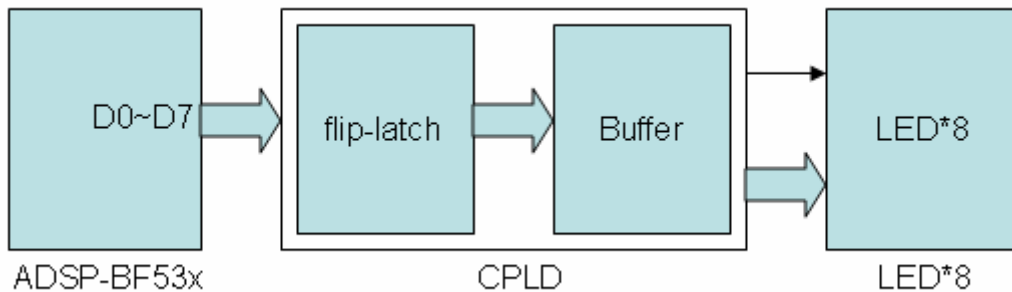 D0~D7
flip-latch
Buffer
LED*8
ADSP-BF53x
CPLD
LED*8